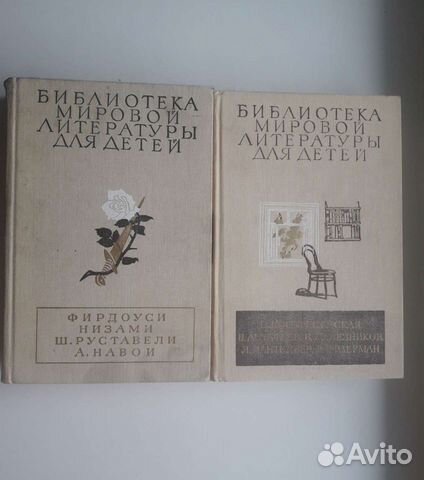 БИБЛИОТЕКА
МИРОВОЙ
ЛИТЕРАТУРЫ
ДЛЯ ДЕТЕЙ
ФИРДОУСИ
НИЗАМИ
Ш. РУСТАВЕЛИ
А. НАВОИ
БИБЛИОТЕКА
МИРОВОЙ
ЛИТЕРАТУРЫ
ДЛЯ ДЕТЕЙ
Avito